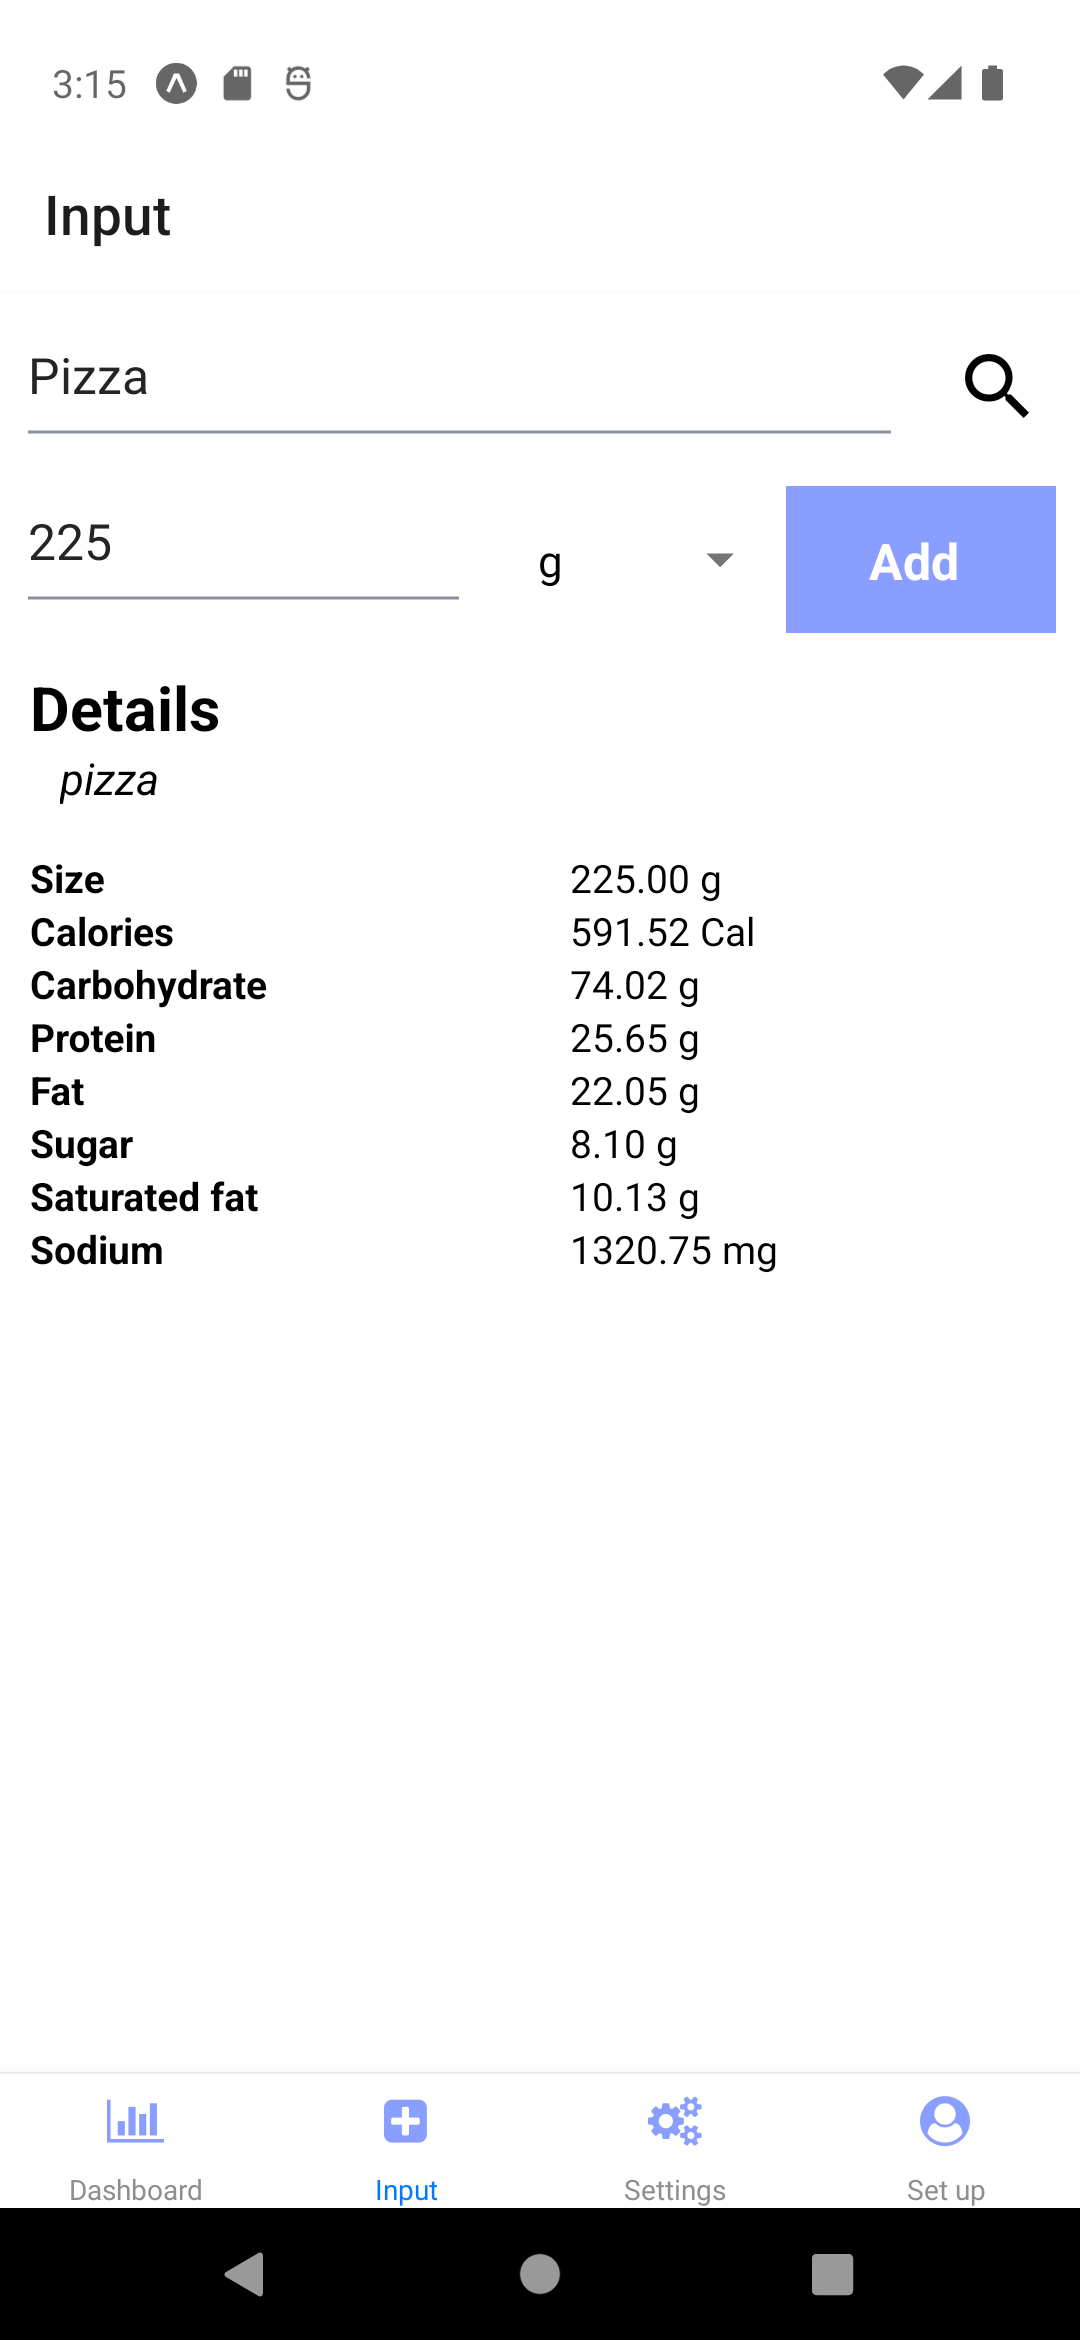 3:15
Input
Pizza
225
g
Add
Details
pizza
Size 225.00 g
Calories 591.52 Cal
Carbohydrate 74.02 g
Protein 25.65 g
Fat 22.05 g
Sugar 8.10 g
Saturated fat 10.13 g
Sodium 1320.75 mg
Dashboard Input Settings Set up